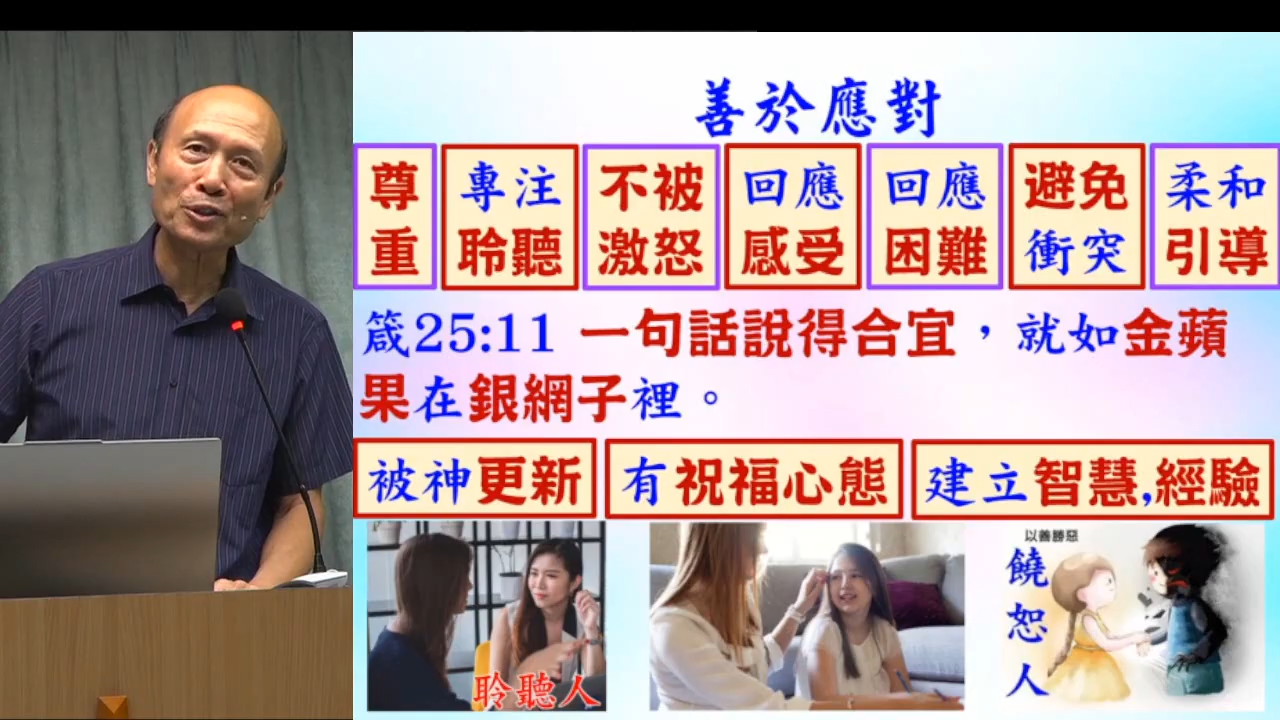 善於應對
尊重
專注聆聽
不被激怒
回應感受
回應困難
避免衝突
柔和引導
箴25:11 一句話說得合宜，就如金蘋
果在銀網子裡。
被神更新
有祝福心態
建立智慧,經驗
聆聽人
以善勝惡
饒恕人